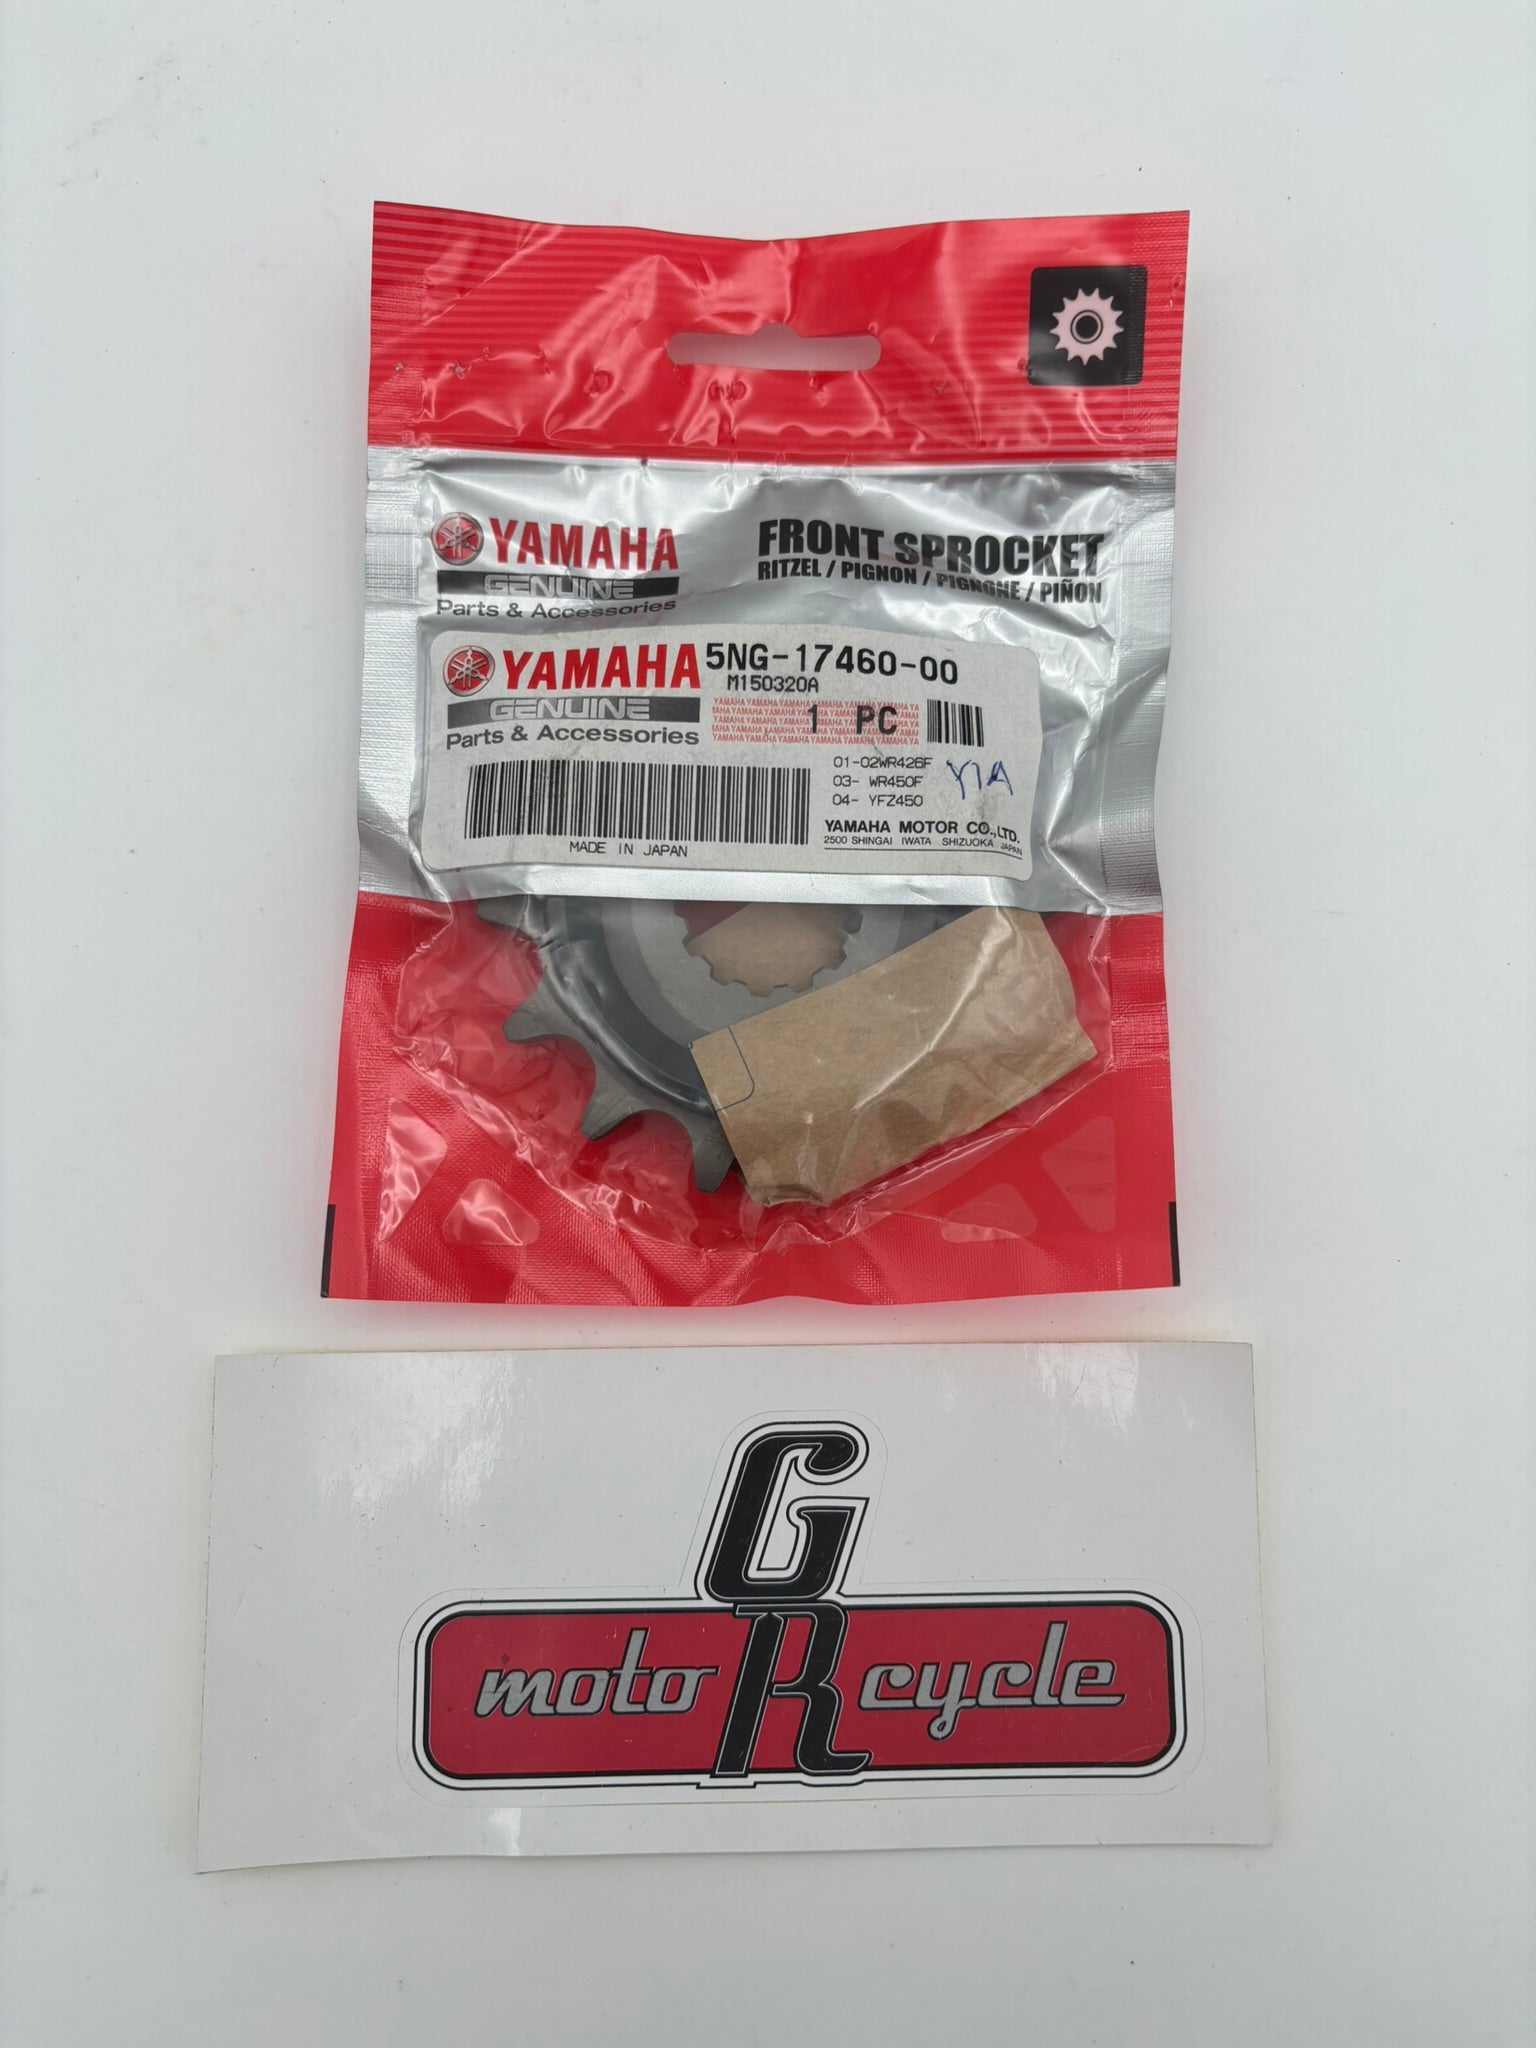 YAMAHA
GENUINE
Parts & Accessories
FRONT SPROCKET
RITZEL / PIGNON / PIGNONE / PIÑON
YAMAHA
GENUINE
Parts & Accessories
5NG-17460-00
M150320A
1 PC
01-02WR426F
03- WR450F
04- YFZ450
YAMAHA MOTOR CO.,LTD.
2500 SHINGAI IWATA SHIZUOKA JAPAN
MADE IN JAPAN
G
moto R cycle